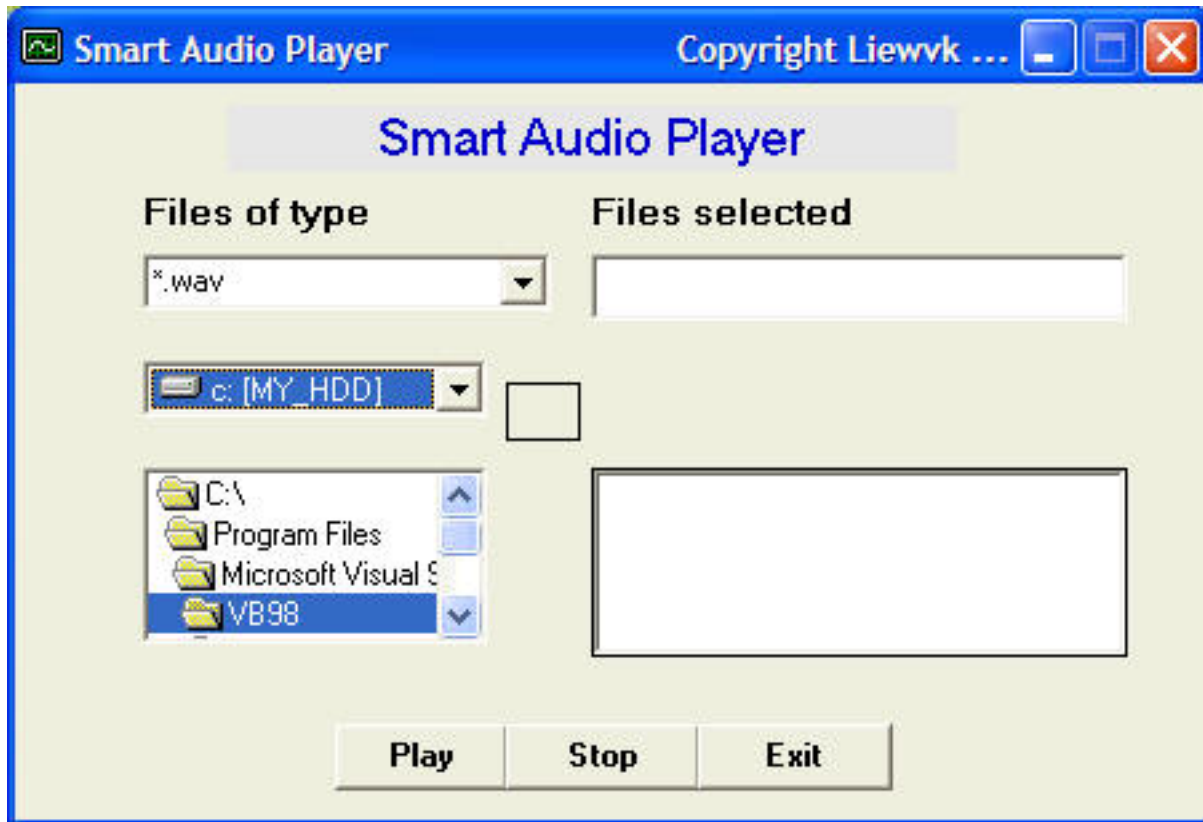 Smart Audio Player Copyright Liewvk ...
Smart Audio Player
Files of type Files selected
*.wav
c: [MY_HDD]
C:\
Program Files
Microsoft Visual S
VB98
Play Stop Exit